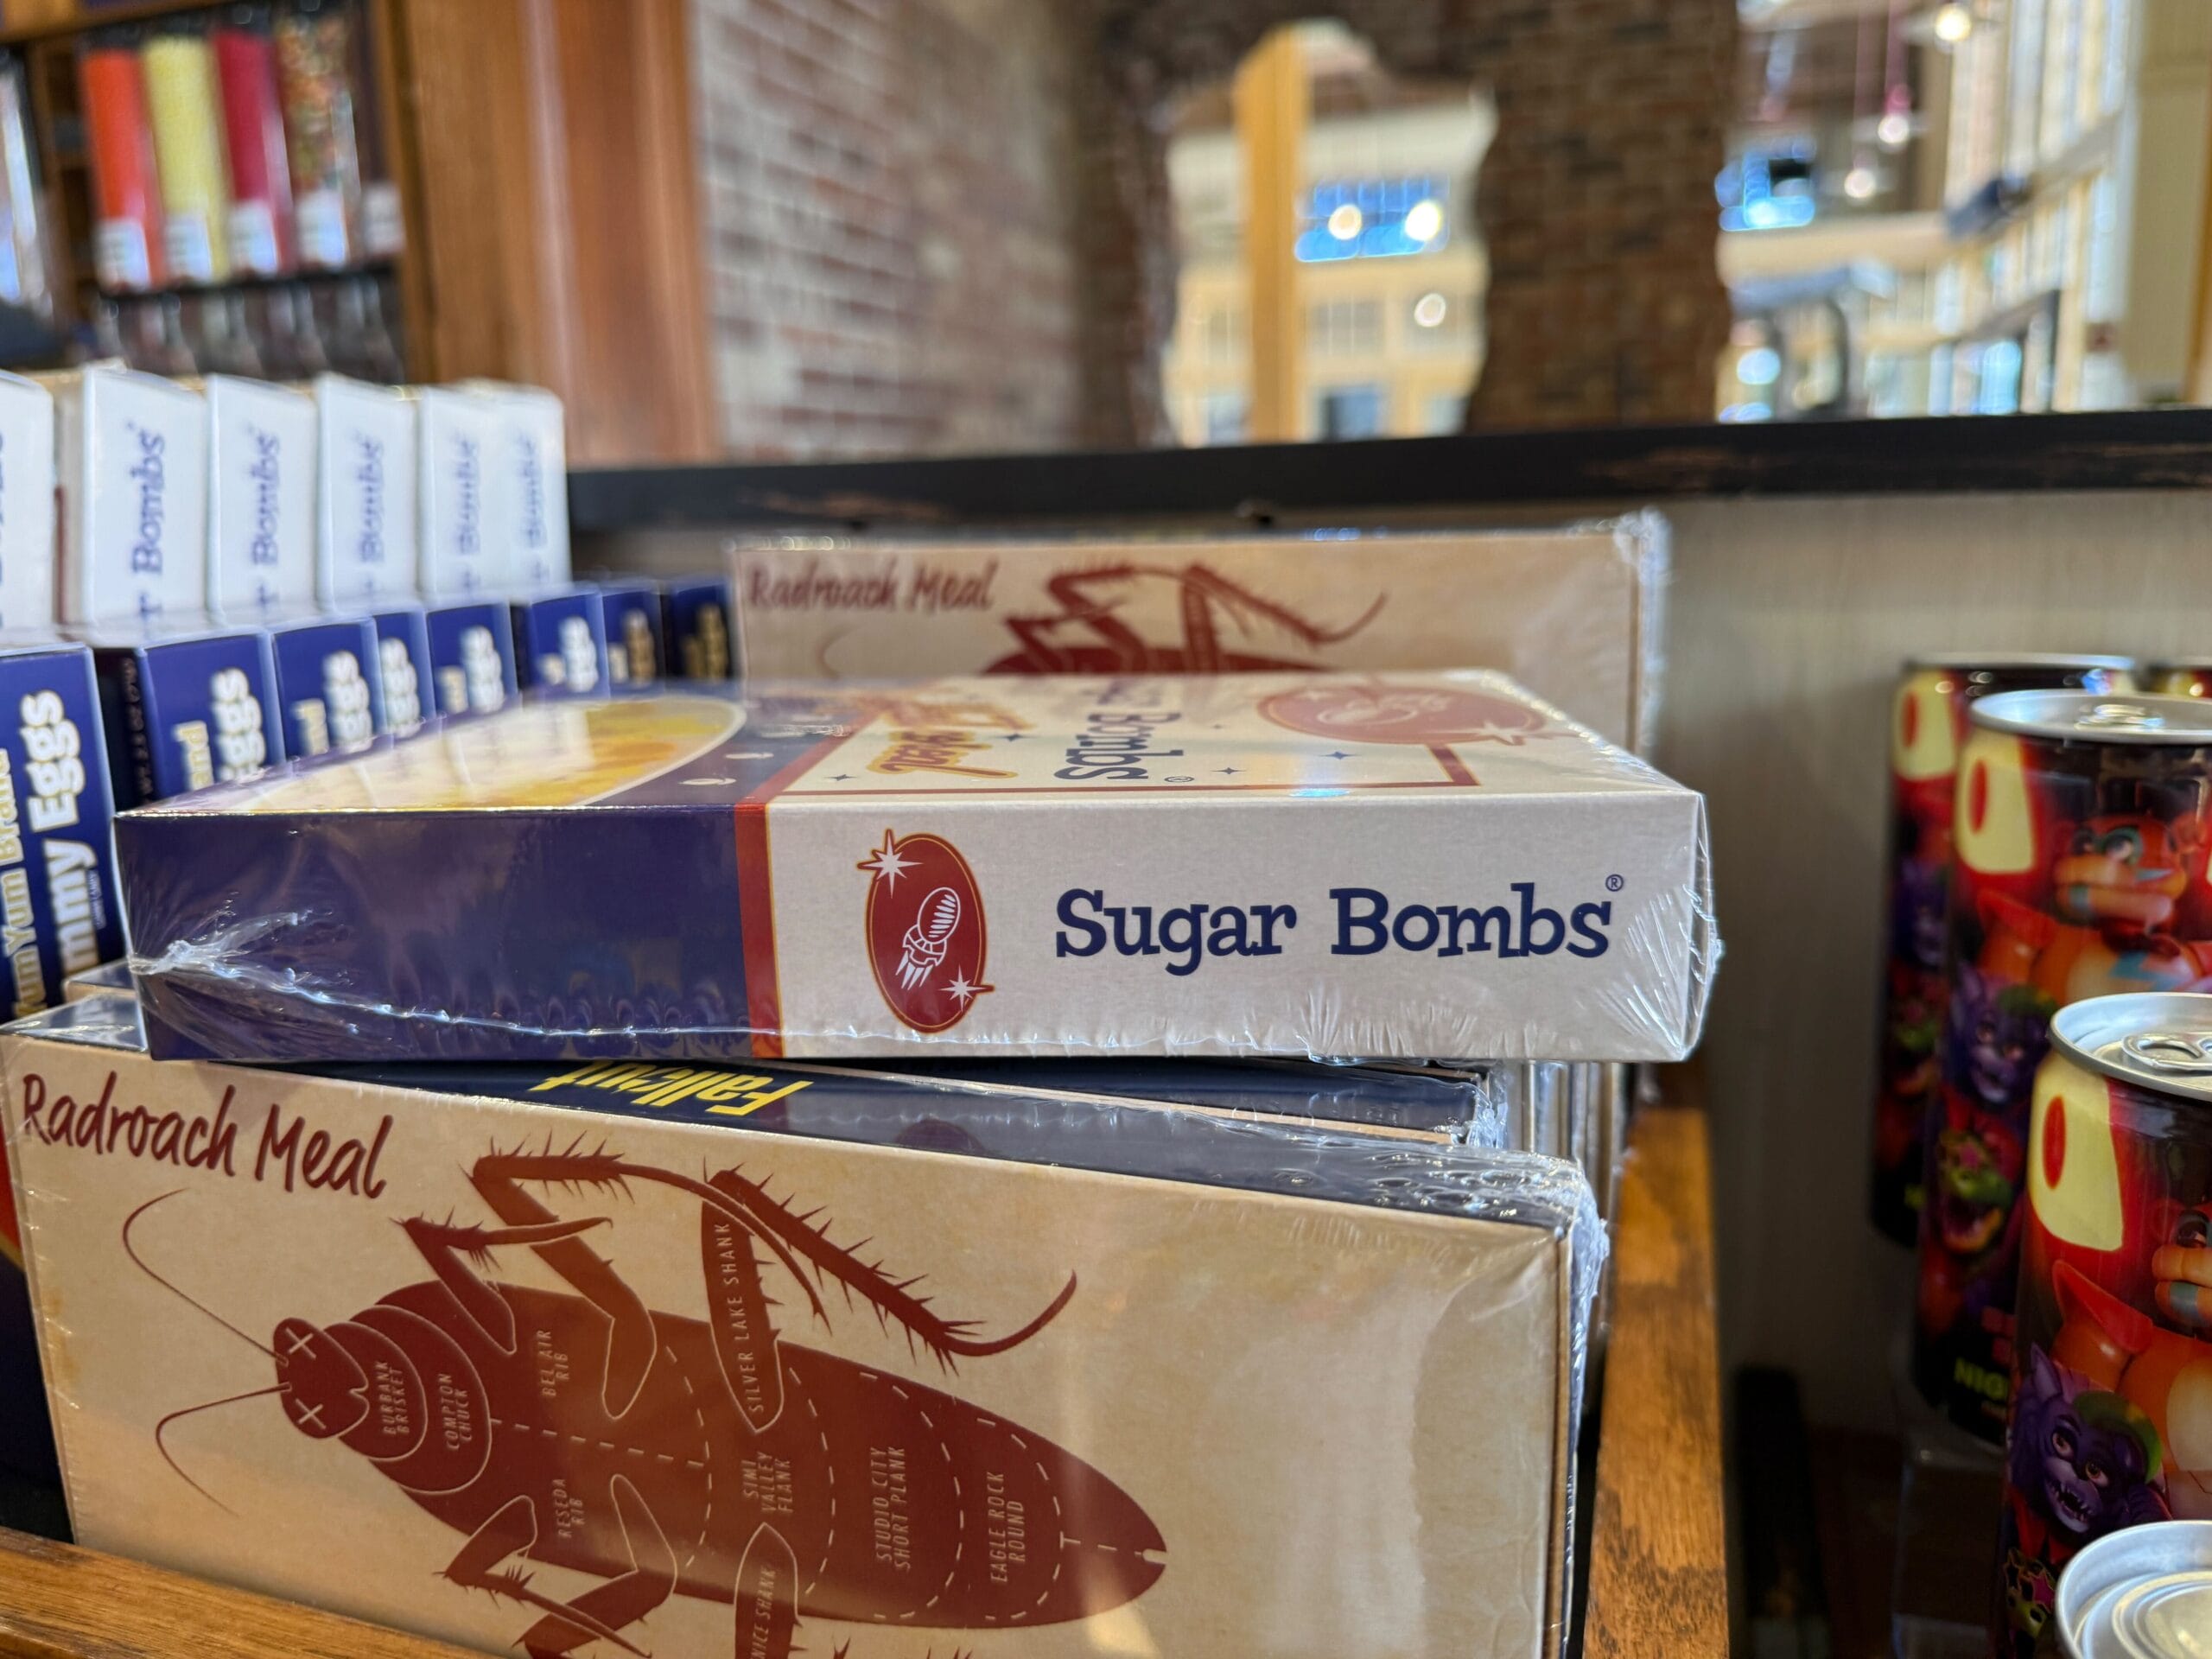 Bombs
Bombs
Bombs
Bombs
Bombs
Radroach Meal
Yum Yum Brand
Eggs
Eggs
Eggs
Eggs
Sugar Bombs®
Sugar Bombs®
Fallout
Radroach Meal
SILVER LAKE SHANK
BEL AIR
RIB
BURBANK
BRISKET
COMPTON
CHUCK
SIMI
VALLEY
FLANK
RESEDA
RIB
STUDIO CITY
SHORT PLANK
EAGLE ROCK
ROUND